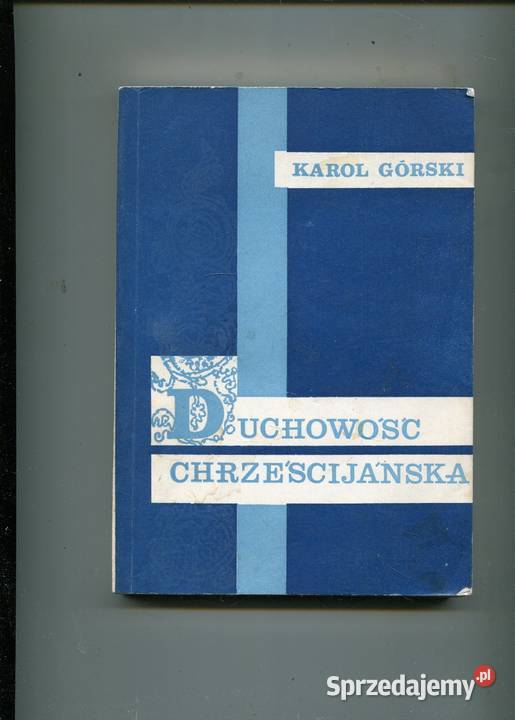 KAROL GÓRSKI
DUCHOWOŚĆ
CHRZEŚCIJAŃSKA
Sprzedajemy.pl